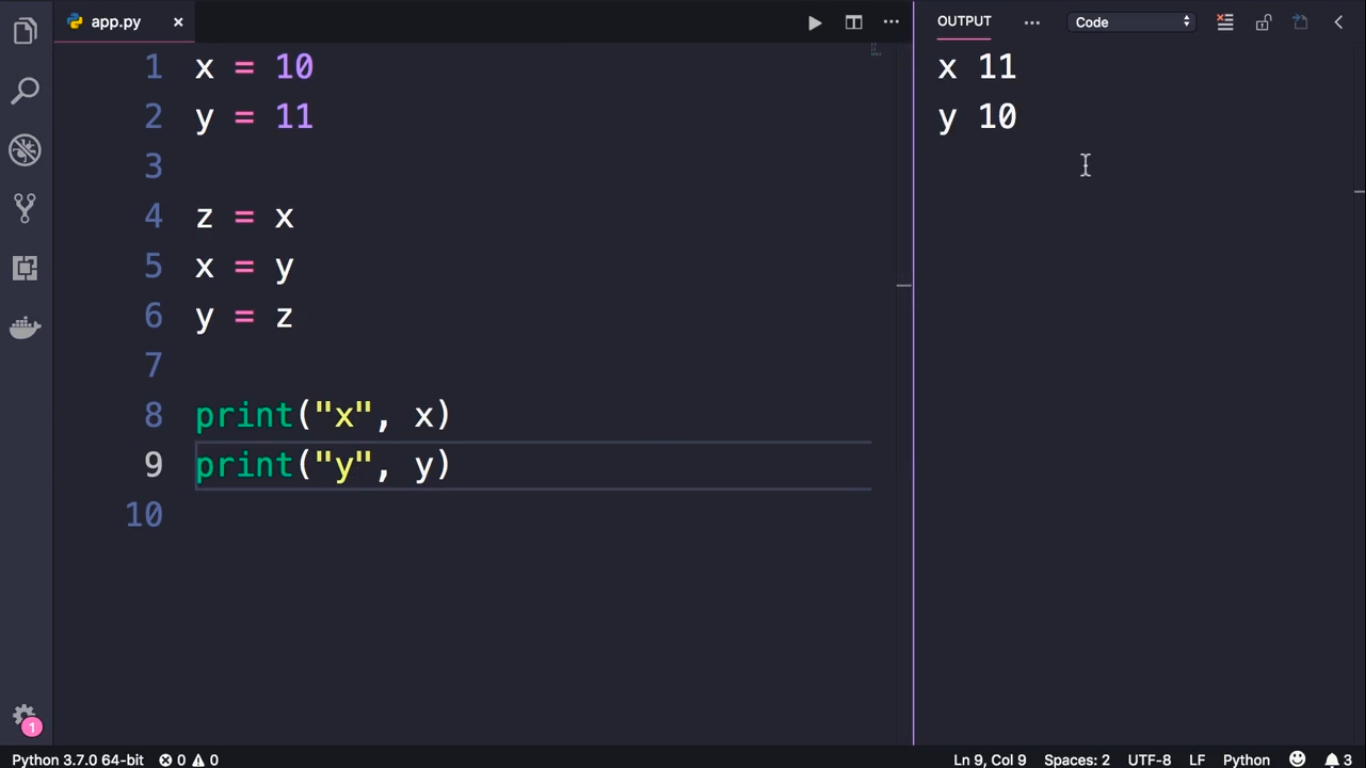 app.py
OUTPUT
Code
1 x = 10
2 y = 11
3
4 z = x
5 x = y
6 y = z
7
8 print("x", x)
9 print("y", y)
10
x 11
y 10
1
Python 3.7.0 64-bit 0 0 Ln 9, Col 9 Spaces: 2 UTF-8 LF Python 3